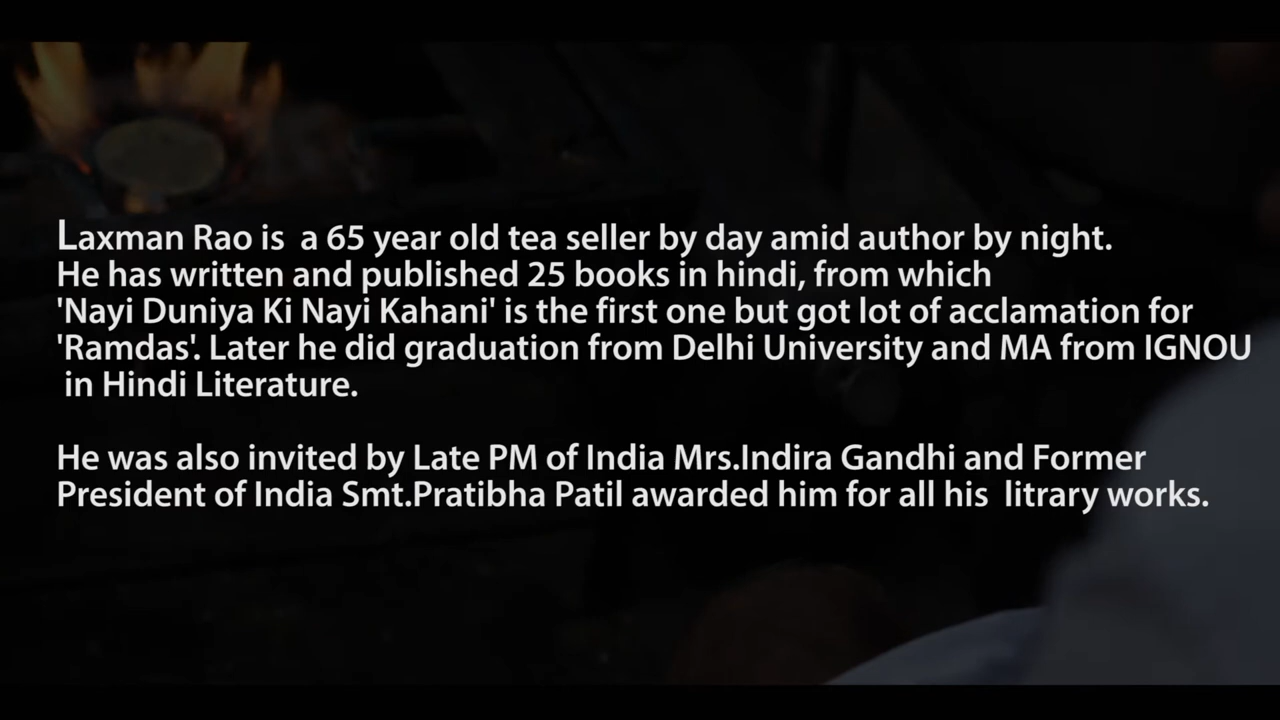 Laxman Rao is  a 65 year old tea seller by day amid author by night.
He has written and published 25 books in hindi, from which
'Nayi Duniya Ki Nayi Kahani' is the first one but got lot of acclamation for
'Ramdas'. Later he did graduation from Delhi University and MA from IGNOU
in Hindi Literature.
He was also invited by Late PM of India Mrs.Indira Gandhi and Former
President of India Smt.Pratibha Patil awarded him for all his  litrary works.